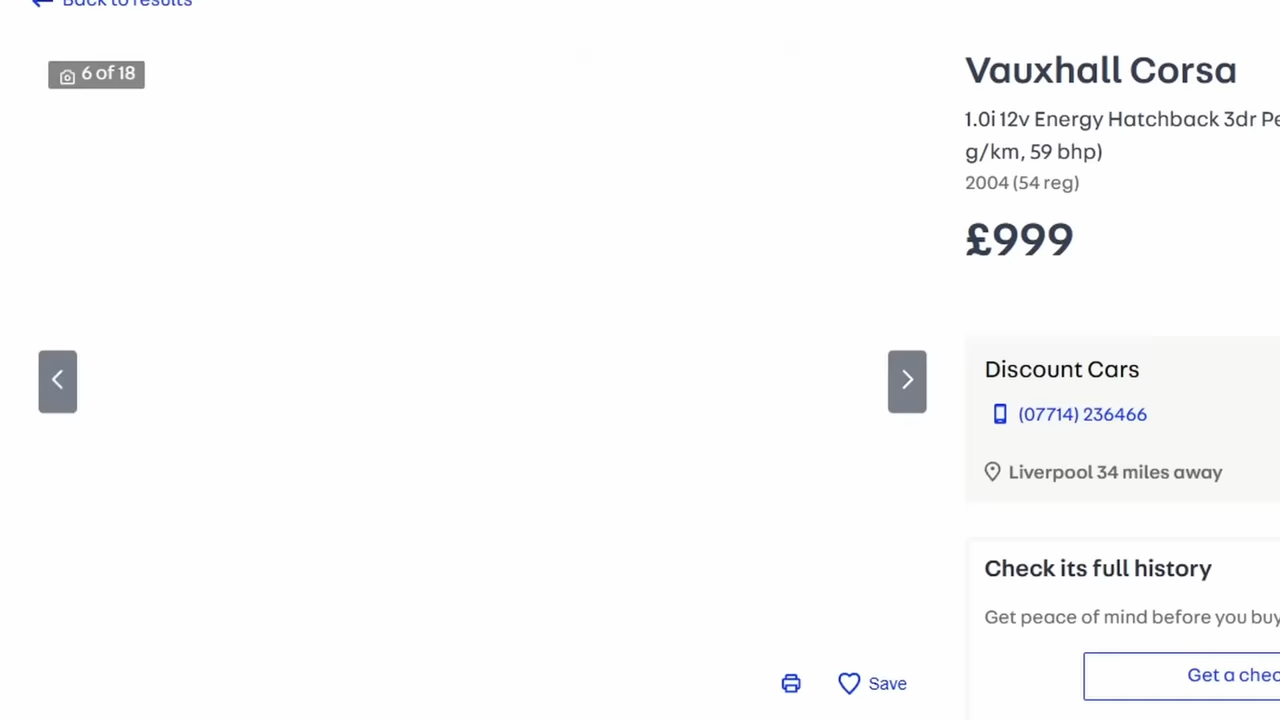 Back to results
6 of 18
Vauxhall Corsa
1.0i 12v Energy Hatchback 3dr Pe
g/km, 59 bhp)
2004 (54 reg)
£999
Discount Cars
(07714) 236466
Liverpool 34 miles away
Check its full history
Get peace of mind before you buy
Get a chec
Save